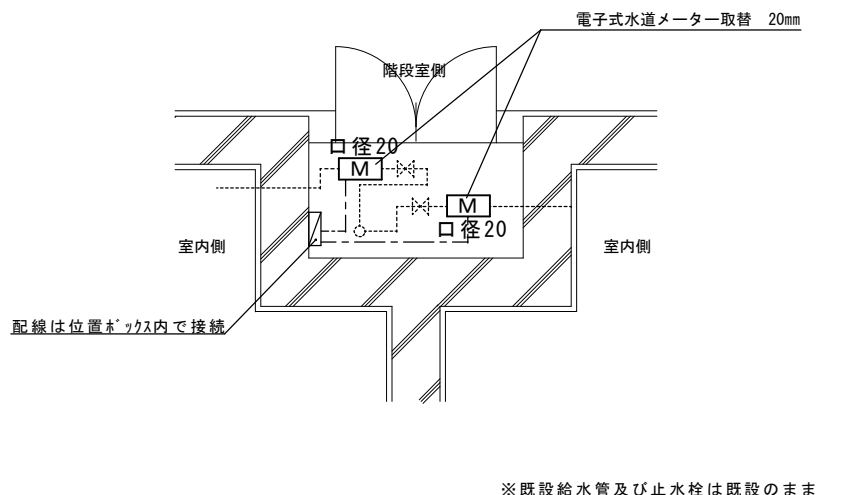 電子式水道メーター取替 20mm
階段室側
口径20
M
M
口径20
室内側
室内側
配線は位置ﾎﾞｯｸｽ内で接続
※既設給水管及び止水栓は既設のまま